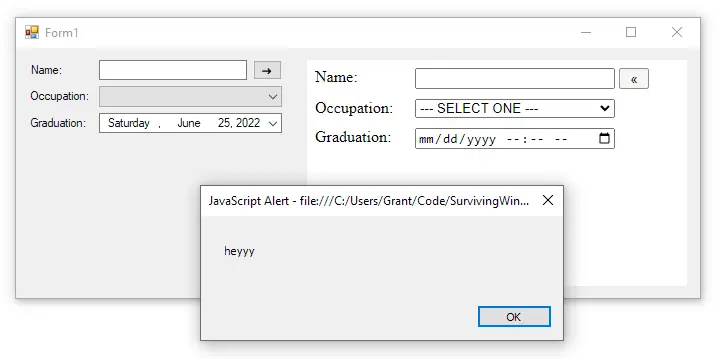 Form1
Name:
➔
Occupation:
Graduation:
Saturday , June 25, 2022
Name:
«
Occupation:
--- SELECT ONE ---
Graduation:
mm/dd/yyyy --:-- --
JavaScript Alert - file:///C:/Users/Grant/Code/SurvivingWin...
heyyy
OK